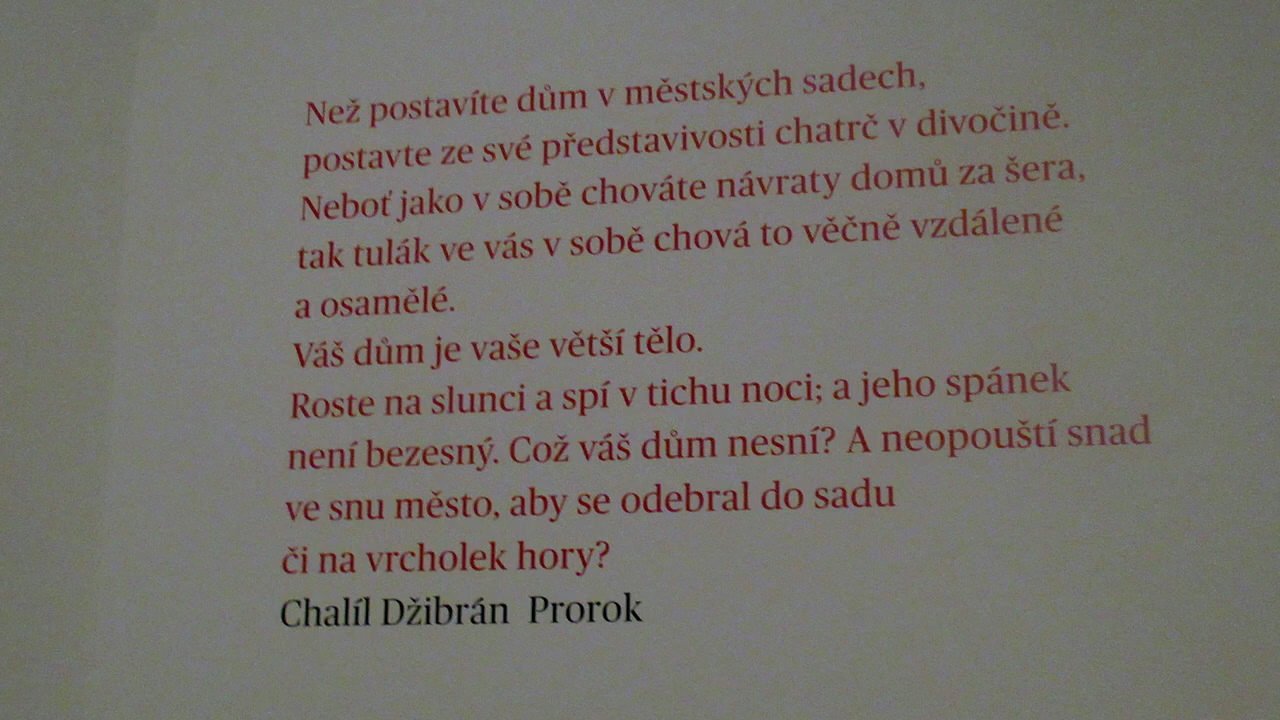 Než postavíte dům v městských sadech,
postavte ze své představivosti chatrč v divočině.
Neboť jako v sobě chováte návraty domů za šera,
tak tulák ve vás v sobě chová to věčně vzdálené
a osamělé.
Váš dům je vaše větší tělo.
Roste na slunci a spí v tichu noci; a jeho spánek
není bezesný. Což váš dům nesní? A neopouští snad
ve snu město, aby se odebral do sadu
či na vrcholek hory?
Chalíl Džibrán Prorok